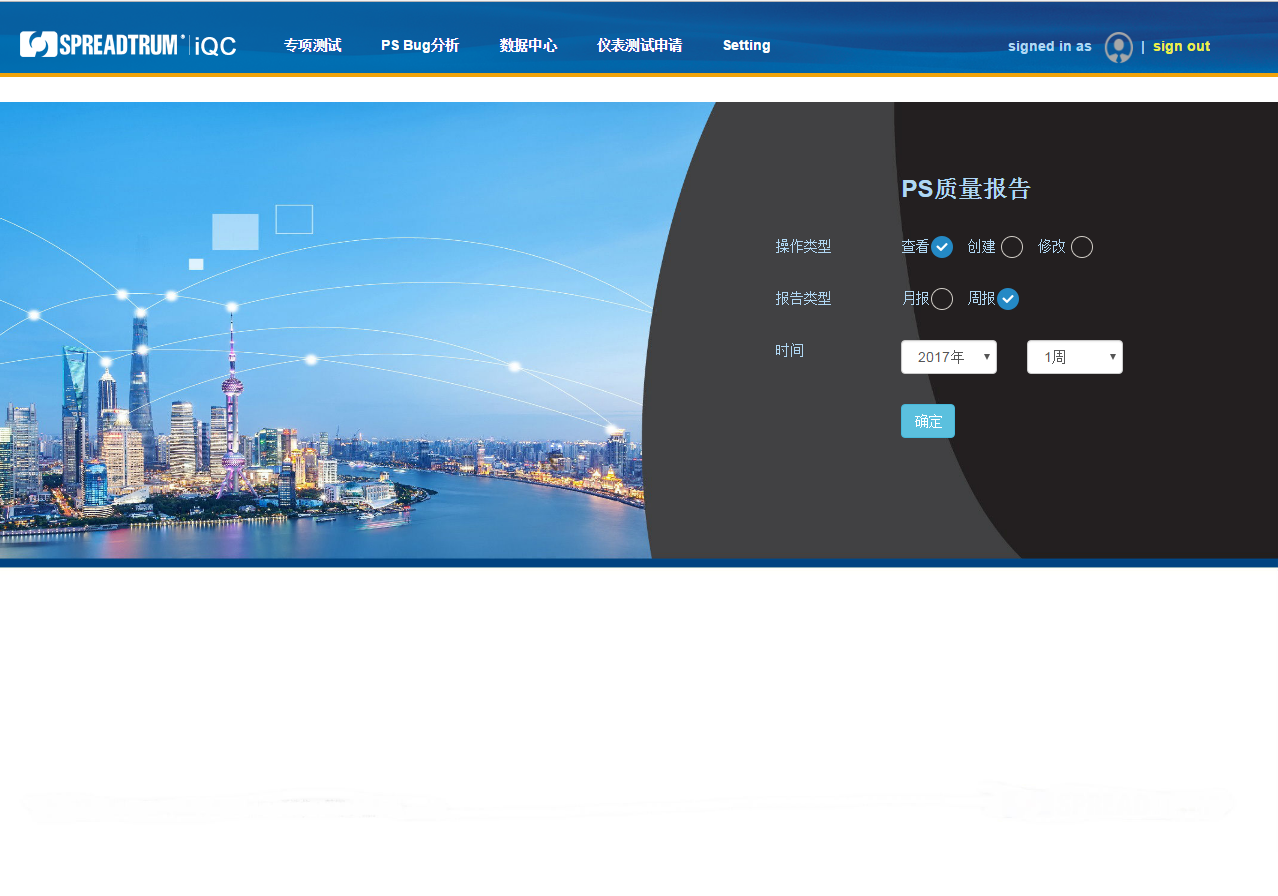 SPREADTRUM® iQC 专项测试 PS Bug分析 数据中心 仪表测试申请 Setting signed in as | sign out
PS质量报告
操作类型 查看 创建 修改
报告类型 月报 周报
时间 2017年 1周
确定